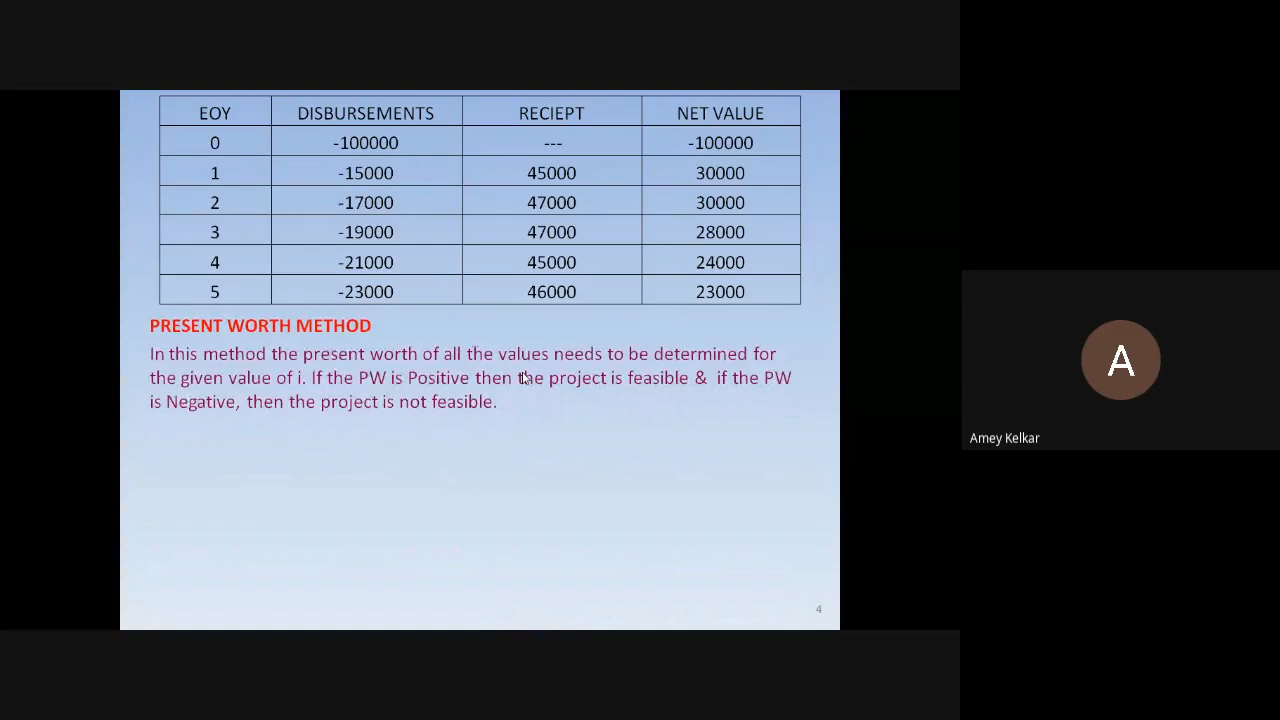 EOY DISBURSEMENTS RECIEPT NET VALUE
0 -100000 --- -100000
1 -15000 45000 30000
2 -17000 47000 30000
3 -19000 47000 28000
4 -21000 45000 24000
5 -23000 46000 23000
PRESENT WORTH METHOD
In this method the present worth of all the values needs to be determined for
the given value of i. If the PW is Positive then the project is feasible & if the PW
is Negative, then the project is not feasible.
4
A
Amey Kelkar